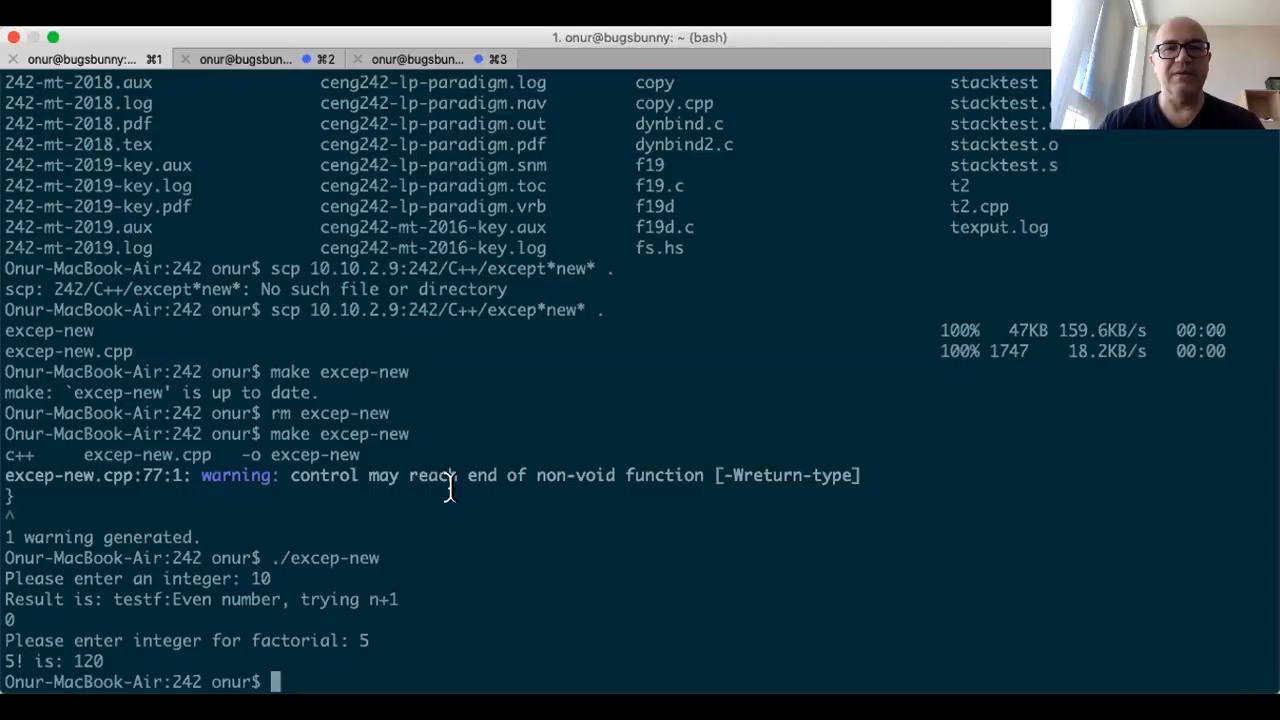 1. onur@bugsbunny: ~ (bash)
onur@bugsbunny:... ⌘1 onur@bugsbun... ⌘2 onur@bugsbun... ⌘3
242-mt-2018.aux ceng242-lp-paradigm.log copy stacktest
242-mt-2018.log ceng242-lp-paradigm.nav copy.cpp stacktest.
242-mt-2018.pdf ceng242-lp-paradigm.out dynbind.c stacktest.
242-mt-2018.tex ceng242-lp-paradigm.pdf dynbind2.c stacktest.o
242-mt-2019-key.aux ceng242-lp-paradigm.snm f19 stacktest.s
242-mt-2019-key.log ceng242-lp-paradigm.toc f19.c t2
242-mt-2019-key.pdf ceng242-lp-paradigm.vrb f19d t2.cpp
242-mt-2019.aux ceng242-mt-2016-key.aux f19d.c texput.log
242-mt-2019.log ceng242-mt-2016-key.log fs.hs
Onur-MacBook-Air:242 onur$ scp 10.10.2.9:242/C++/except*new* .
scp: 242/C++/except*new*: No such file or directory
Onur-MacBook-Air:242 onur$ scp 10.10.2.9:242/C++/excep*new* .
excep-new 100% 47KB 159.6KB/s 00:00
excep-new.cpp 100% 1747 18.2KB/s 00:00
Onur-MacBook-Air:242 onur$ make excep-new
make: `excep-new' is up to date.
Onur-MacBook-Air:242 onur$ rm excep-new
Onur-MacBook-Air:242 onur$ make excep-new
c++ excep-new.cpp -o excep-new
excep-new.cpp:77:1: warning: control may reach end of non-void function [-Wreturn-type]
}
^
1 warning generated.
Onur-MacBook-Air:242 onur$ ./excep-new
Please enter an integer: 10
Result is: testf:Even number, trying n+1
0
Please enter integer for factorial: 5
5! is: 120
Onur-MacBook-Air:242 onur$